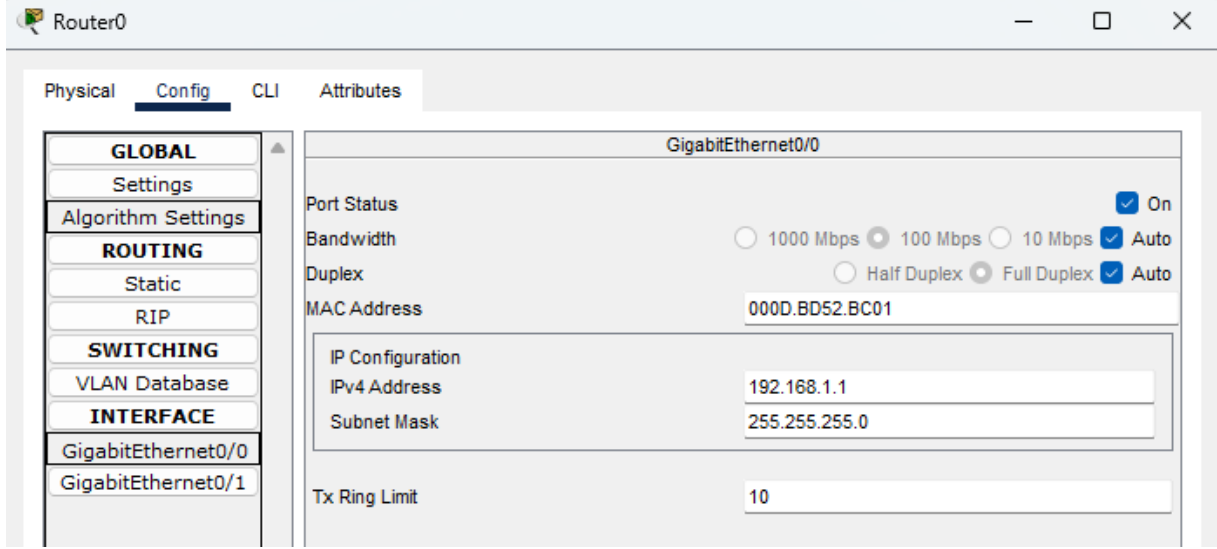 Router0
Physical Config CLI Attributes
GLOBAL
Settings
Algorithm Settings
ROUTING
Static
RIP
SWITCHING
VLAN Database
INTERFACE
GigabitEthernet0/0
GigabitEthernet0/1
GigabitEthernet0/0
Port Status On
Bandwidth 1000 Mbps 100 Mbps 10 Mbps Auto
Duplex Half Duplex Full Duplex Auto
MAC Address 000D.BD52.BC01
IP Configuration
IPv4 Address 192.168.1.1
Subnet Mask 255.255.255.0
Tx Ring Limit 10